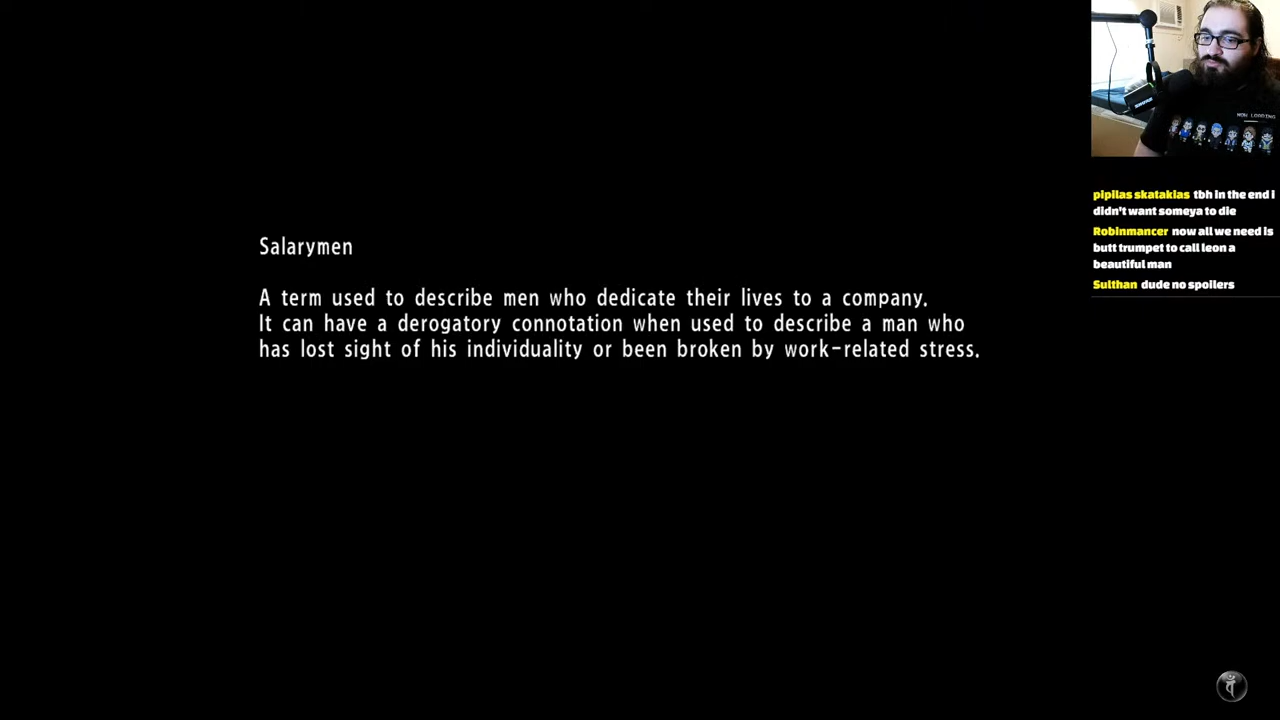 Salarymen
A term used to describe men who dedicate their lives to a company.
It can have a derogatory connotation when used to describe a man who
has lost sight of his individuality or been broken by work-related stress.
NOW LOADING
pipilas skatakias tbh in the end i
didn't want someya to die
Robinmancer now all we need is
butt trumpet to call leon a
beautiful man
Sulthan dude no spoilers